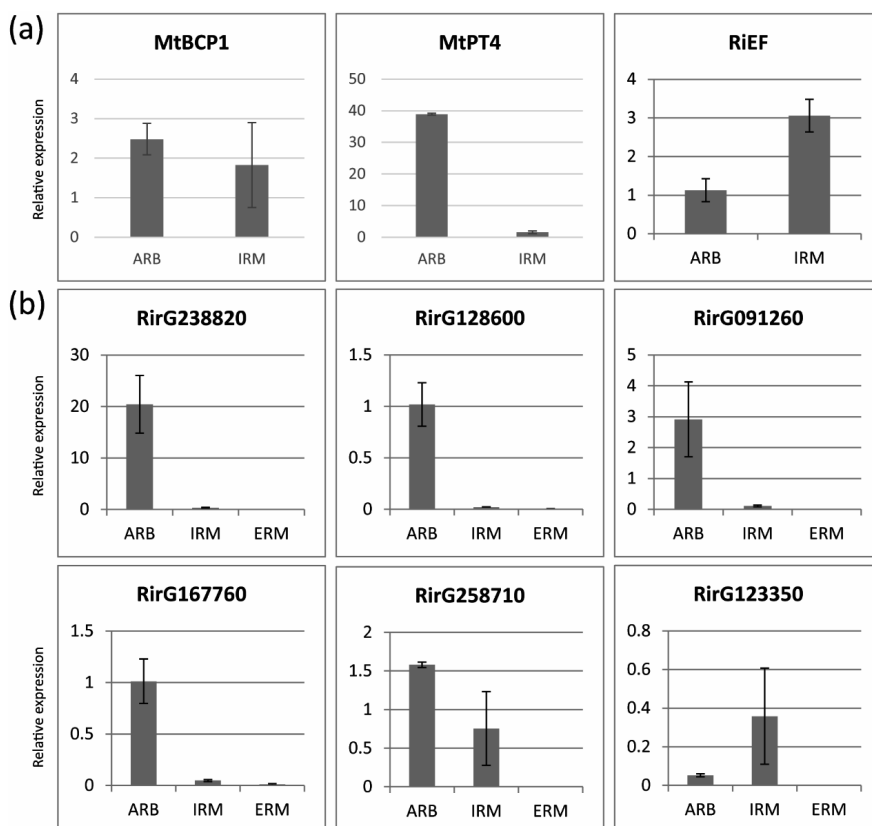 (a)
MtBCP1
MtPT4
RiEF
Relative expression
4
3
2
1
0
ARB IRM
50
40
30
20
10
0
ARB IRM
4
3
2
1
0
ARB IRM
(b)
RirG238820
RirG128600
RirG091260
Relative expression
30
20
10
0
ARB IRM ERM
1.5
1
0.5
0
ARB IRM ERM
5
4
3
2
1
0
ARB IRM ERM
RirG167760
RirG258710
RirG123350
Relative expression
1.5
1
0.5
0
ARB IRM ERM
2
1.5
1
0.5
0
ARB IRM ERM
0.8
0.6
0.4
0.2
0
ARB IRM ERM